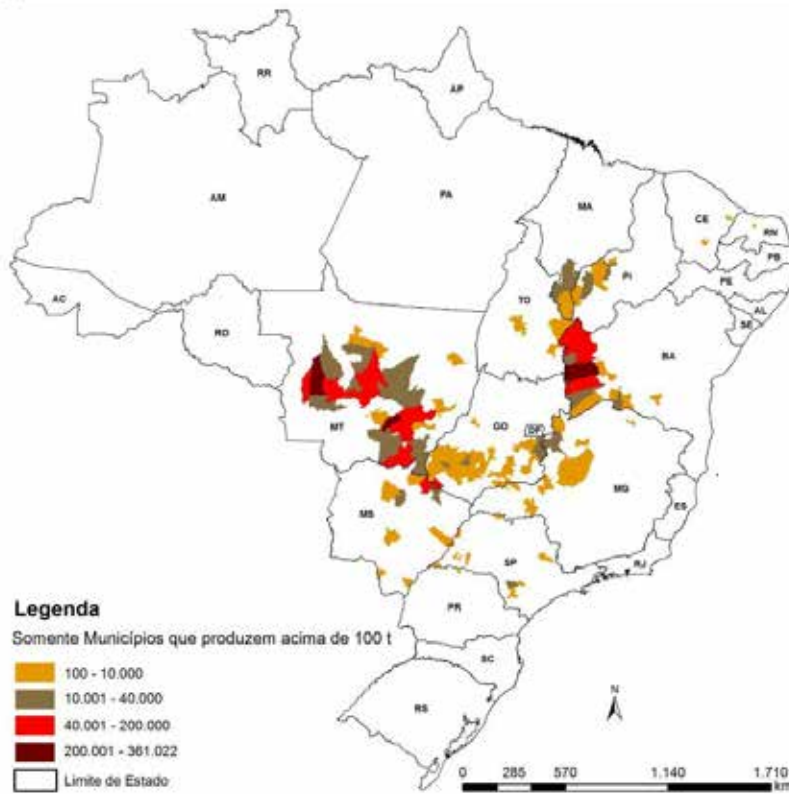 RR
AP
AM
PA
MA
CE
RN
PB
PI
PE
AL
SE
AC
RO
TO
BA
MT
GO
DF
MG
ES
MS
SP
RJ
PR
SC
RS
Legenda
Somente Municípios que produzem acima de 100 t
100 - 10.000
10.001 - 40.000
40.001 - 200.000
200.001 - 361.022
Limite de Estado
N
0 285 570 1.140 1.710
km